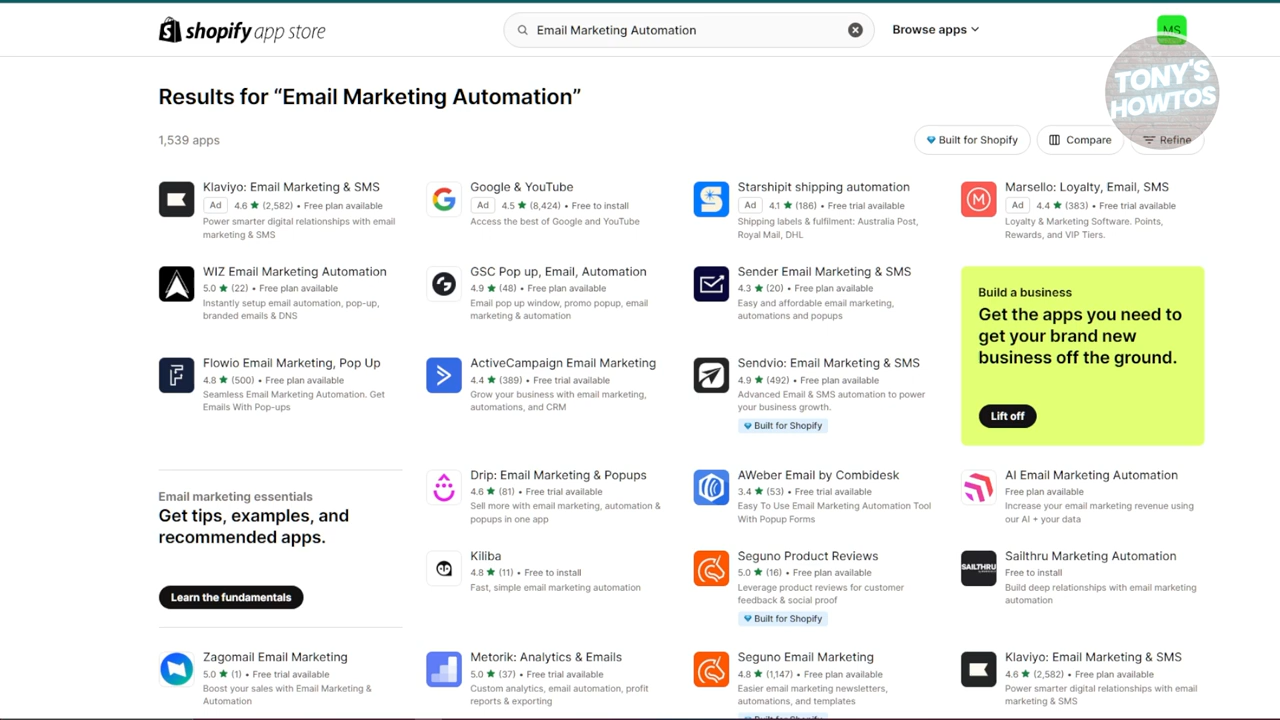 shopify app store
Email Marketing Automation
Browse apps
MS
TONY'S
HOWTOS
Results for “Email Marketing Automation”
1,539 apps
Built for Shopify
Compare
Refine
Klaviyo: Email Marketing & SMS
Ad 4.6 ★ (2,582) • Free plan available
Power smarter digital relationships with email
marketing & SMS
Google & YouTube
Ad 4.5 ★ (8,424) • Free to install
Access the best of Google and YouTube
Starshipit shipping automation
Ad 4.1 ★ (186) • Free trial available
Shipping labels & fulfilment: Australia Post,
Royal Mail, DHL
Marsello: Loyalty, Email, SMS
Ad 4.4 ★ (383) • Free trial available
Loyalty & Marketing Software. Points,
Rewards, and VIP Tiers.
WIZ Email Marketing Automation
5.0 ★ (22) • Free plan available
Instantly setup email automation, pop-up,
branded emails & DNS
GSC Pop up, Email, Automation
4.9 ★ (48) • Free plan available
Email pop up window, promo popup, email
marketing & automation
Sender Email Marketing & SMS
4.3 ★ (20) • Free plan available
Easy and affordable email marketing,
automations and popups
Build a business
Get the apps you need to
get your brand new
business off the ground.
Lift off
Flowio Email Marketing, Pop Up
4.8 ★ (500) • Free plan available
Seamless Email Marketing Automation. Get
Emails With Pop-ups
ActiveCampaign Email Marketing
4.4 ★ (389) • Free trial available
Grow your business with email marketing,
automations, and CRM
Sendvio: Email Marketing & SMS
4.9 ★ (492) • Free plan available
Advanced Email & SMS automation to power
your business growth.
Built for Shopify
Email marketing essentials
Get tips, examples, and
recommended apps.
Learn the fundamentals
Drip: Email Marketing & Popups
4.6 ★ (81) • Free trial available
Sell more with email marketing, automation &
popups in one app
AWeber Email by Combidesk
3.4 ★ (53) • Free trial available
Easy To Use Email Marketing Automation Tool
With Popup Forms
AI Email Marketing Automation
Free plan available
Increase your email marketing revenue using
our AI + your data
Kiliba
4.8 ★ (11) • Free to install
Fast, simple email marketing automation
Seguno Product Reviews
5.0 ★ (16) • Free plan available
Leverage product reviews for customer
feedback & social proof
Built for Shopify
SAILTHRU
Sailthru Marketing Automation
Free to install
Build deep relationships with email marketing
automation
Zagomail Email Marketing
5.0 ★ (1) • Free trial available
Boost your sales with Email Marketing &
Automation
Metorik: Analytics & Emails
5.0 ★ (37) • Free trial available
Custom analytics, email automation, profit
reports & exporting
Seguno Email Marketing
4.8 ★ (1,147) • Free plan available
Easier email marketing newsletters,
automations, and templates
Built for Shopify
Klaviyo: Email Marketing & SMS
4.6 ★ (2,582) • Free plan available
Power smarter digital relationships with email
marketing & SMS